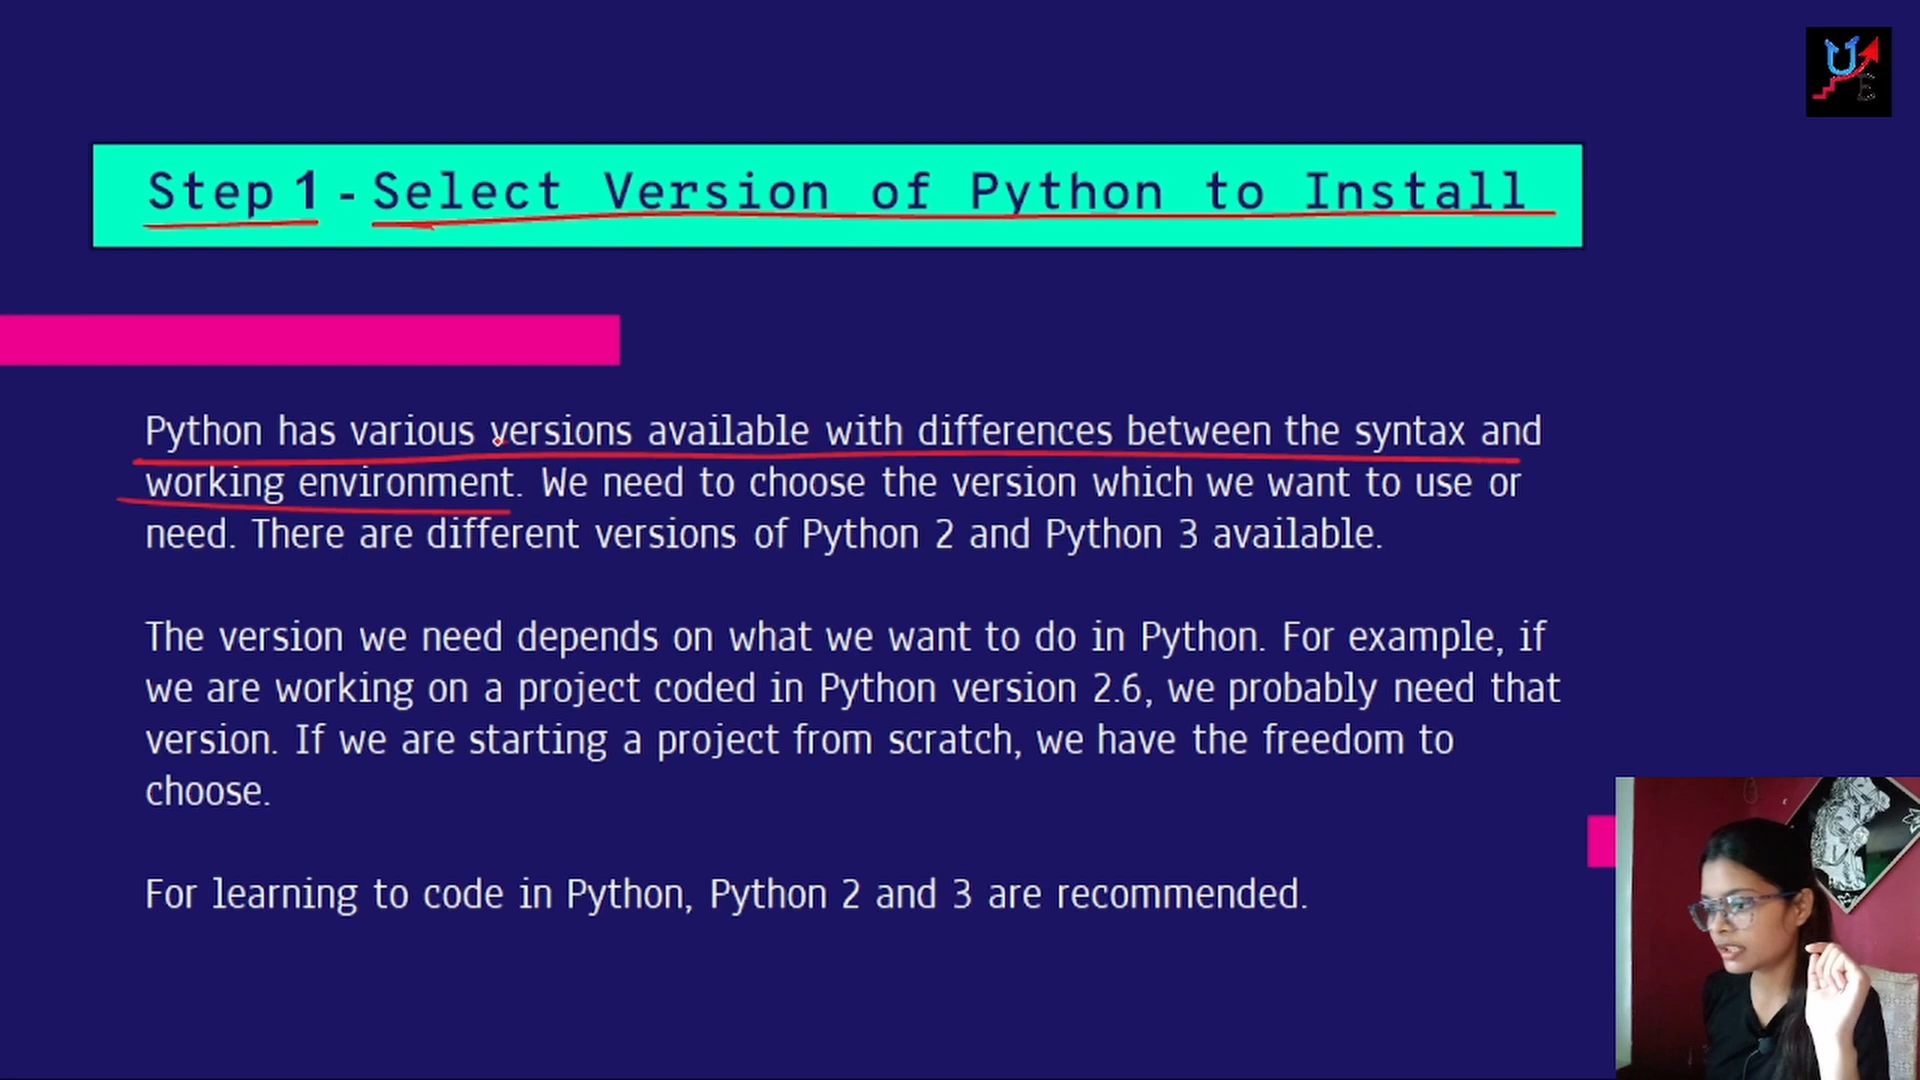 U
E
Step 1 - Select Version of Python to Install
Python has various versions available with differences between the syntax and
working environment. We need to choose the version which we want to use or
need. There are different versions of Python 2 and Python 3 available.
The version we need depends on what we want to do in Python. For example, if
we are working on a project coded in Python version 2.6, we probably need that
version. If we are starting a project from scratch, we have the freedom to
choose.
For learning to code in Python, Python 2 and 3 are recommended.